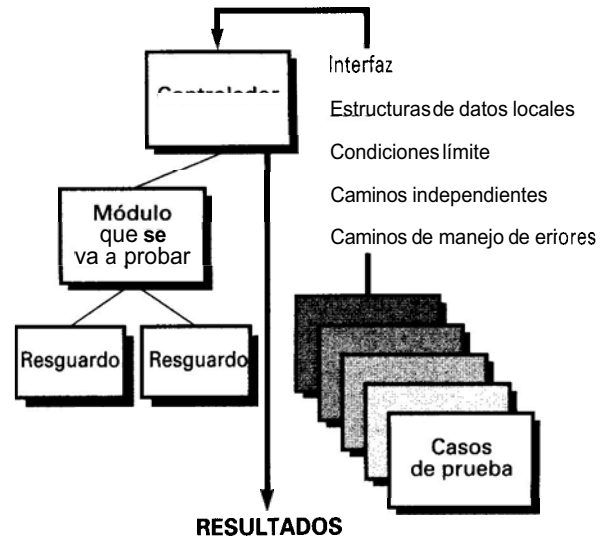 Interfaz
Estructuras de datos locales
Condiciones límite
Caminos independientes
Caminos de manejo de eriores
Módulo
que se
va a probar
Resguardo
Resguardo
Casos
de prueba
RESULTADOS